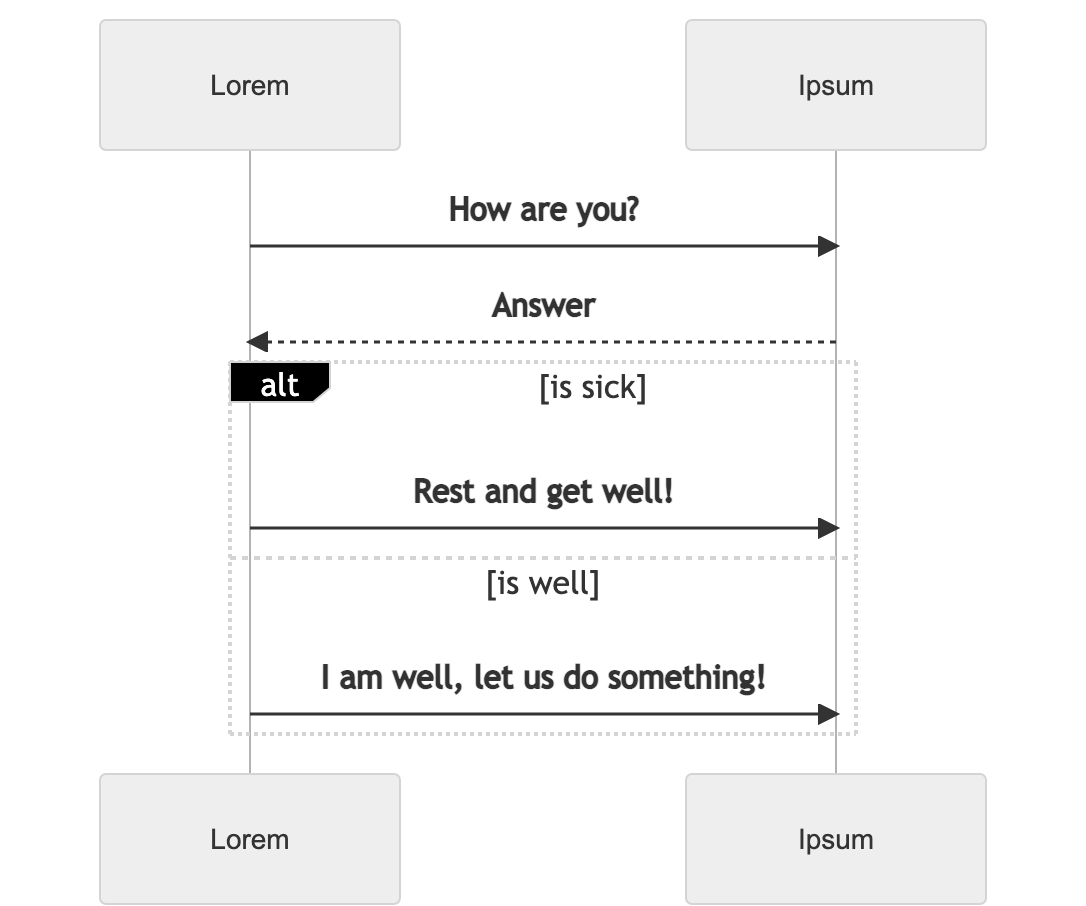 Lorem
Ipsum
How are you?
Answer
alt
[is sick]
Rest and get well!
[is well]
I am well, let us do something!
Lorem
Ipsum